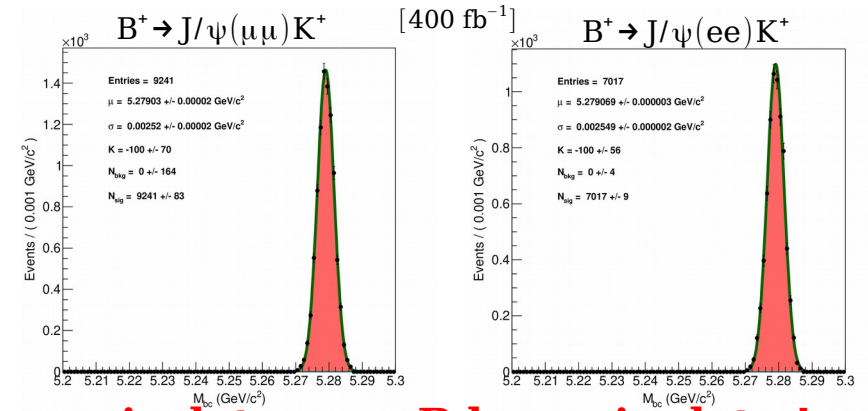 B⁺→J/ψ(μμ)K⁺
[400 fb⁻¹]
B⁺→J/ψ(ee)K⁺
×10³
Entries = 9241
μ = 5.27903 +/- 0.00002 GeV/c²
σ = 0.00252 +/- 0.00002 GeV/c²
K = -100 +/- 70
N_bkg = 0 +/- 164
N_sig = 9241 +/- 83
Events / ( 0.001 GeV/c² )
1.4
1.2
1
0.8
0.6
0.4
0.2
0
5.2 5.21 5.22 5.23 5.24 5.25 5.26 5.27 5.28 5.29 5.3
M_bc (GeV/c²)
×10³
Entries = 7017
μ = 5.279069 +/- 0.000003 GeV/c²
σ = 0.002549 +/- 0.000002 GeV/c²
K = -100 +/- 56
N_bkg = 0 +/- 4
N_sig = 7017 +/- 9
Events / ( 0.001 GeV/c² )
1
0.8
0.6
0.4
0.2
0
5.2 5.21 5.22 5.23 5.24 5.25 5.26 5.27 5.28 5.29 5.3
M_bc (GeV/c²)